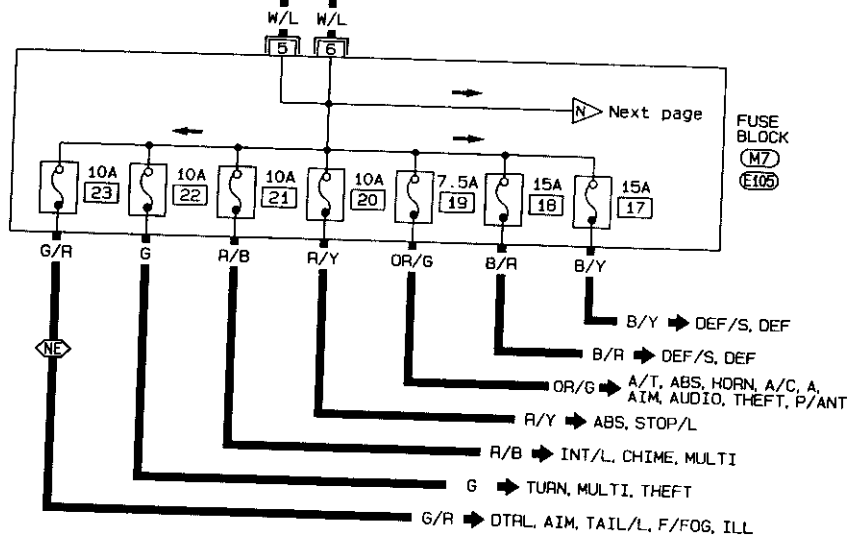 W/L W/L
5 6
N Next page
FUSE
BLOCK
M7
E105
10A 10A 10A 10A 7.5A 15A 15A
23 22 21 20 19 18 17
G/R G R/B R/Y OR/G B/R B/Y
B/Y DEF/S, DEF
NE
B/R DEF/S, DEF
OR/G A/T, ABS, HORN, A/C, A,
AIM, AUDIO, THEFT, P/ANT
R/Y ABS, STOP/L
R/B INT/L, CHIME, MULTI
G TURN, MULTI, THEFT
G/R DTRL, AIM, TAIL/L, F/FOG, ILL